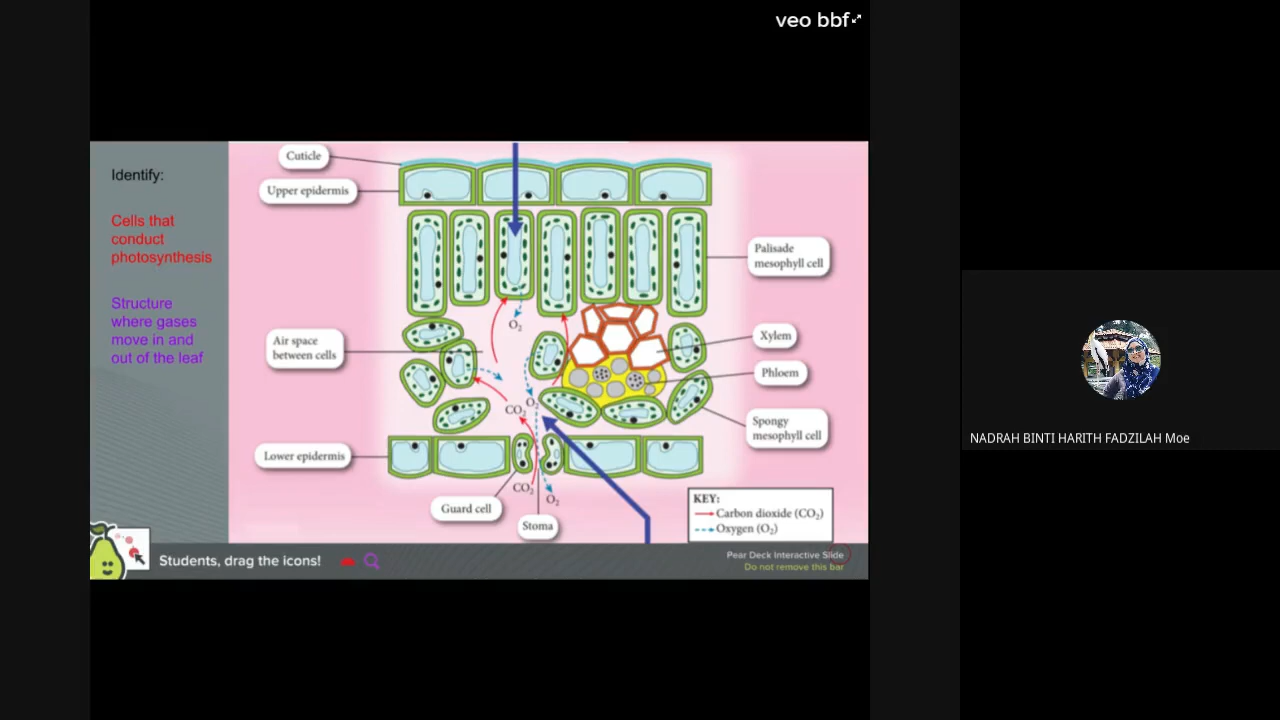 veo bbf
Identify:
Cells that
conduct
photosynthesis
Structure
where gases
move in and
out of the leaf
Cuticle
Upper epidermis
Palisade
mesophyll cell
O₂
Air space
between cells
Xylem
Phloem
CO₂
O₂
Spongy
mesophyll cell
Lower epidermis
CO₂
O₂
Guard cell
Stoma
KEY:
Carbon dioxide (CO₂)
Oxygen (O₂)
Students, drag the icons!
Pear Deck Interactive Slide
Do not remove this bar
NADRAH BINTI HARITH FADZILAH Moe